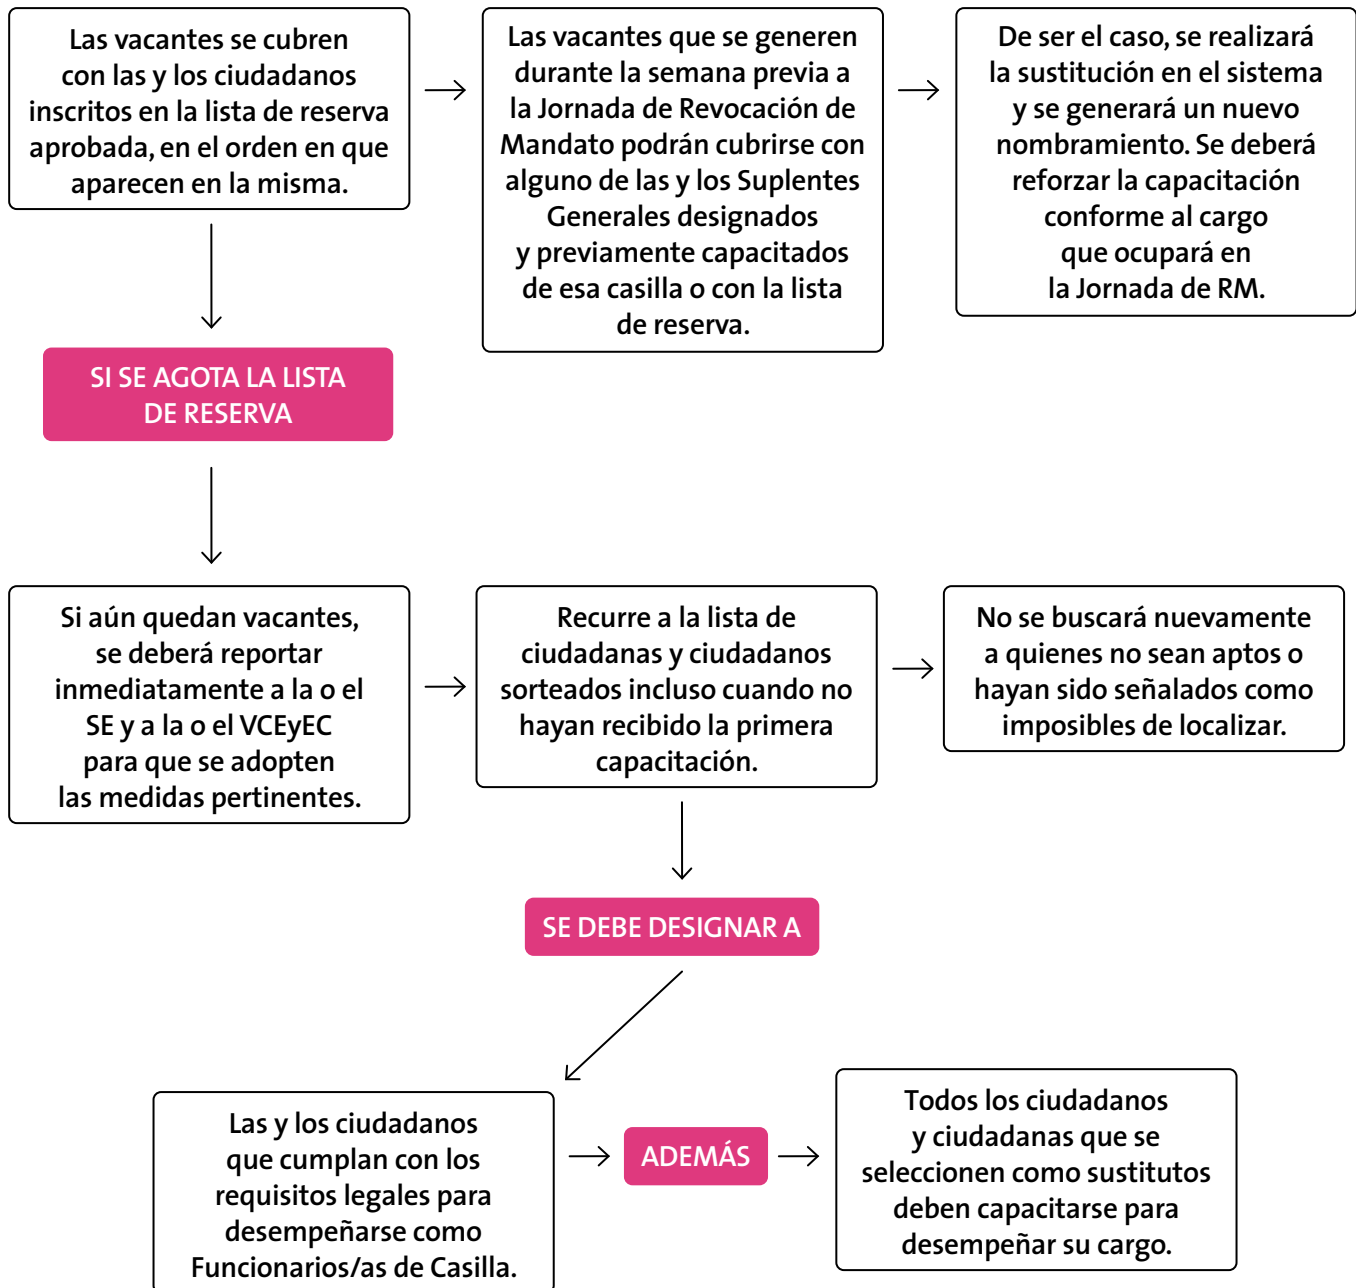 Las vacantes se cubren
con las y los ciudadanos
inscritos en la lista de reserva
aprobada, en el orden en que
aparecen en la misma.
Las vacantes que se generen
durante la semana previa a
la Jornada de Revocación de
Mandato podrán cubrirse con
alguno de las y los Suplentes
Generales designados
y previamente capacitados
de esa casilla o con la lista
de reserva.
De ser el caso, se realizará
la sustitución en el sistema
y se generará un nuevo
nombramiento. Se deberá
reforzar la capacitación
conforme al cargo
que ocupará en
la Jornada de RM.
SI SE AGOTA LA LISTA
DE RESERVA
Si aún quedan vacantes,
se deberá reportar
inmediatamente a la o el
SE y a la o el VCEyEC
para que se adopten
las medidas pertinentes.
Recurre a la lista de
ciudadanas y ciudadanos
sorteados incluso cuando no
hayan recibido la primera
capacitación.
No se buscará nuevamente
a quienes no sean aptos o
hayan sido señalados como
imposibles de localizar.
SE DEBE DESIGNAR A
Las y los ciudadanos
que cumplan con los
requisitos legales para
desempeñarse como
Funcionarios/as de Casilla.
ADEMÁS
Todos los ciudadanos
y ciudadanas que se
seleccionen como sustitutos
deben capacitarse para
desempeñar su cargo.